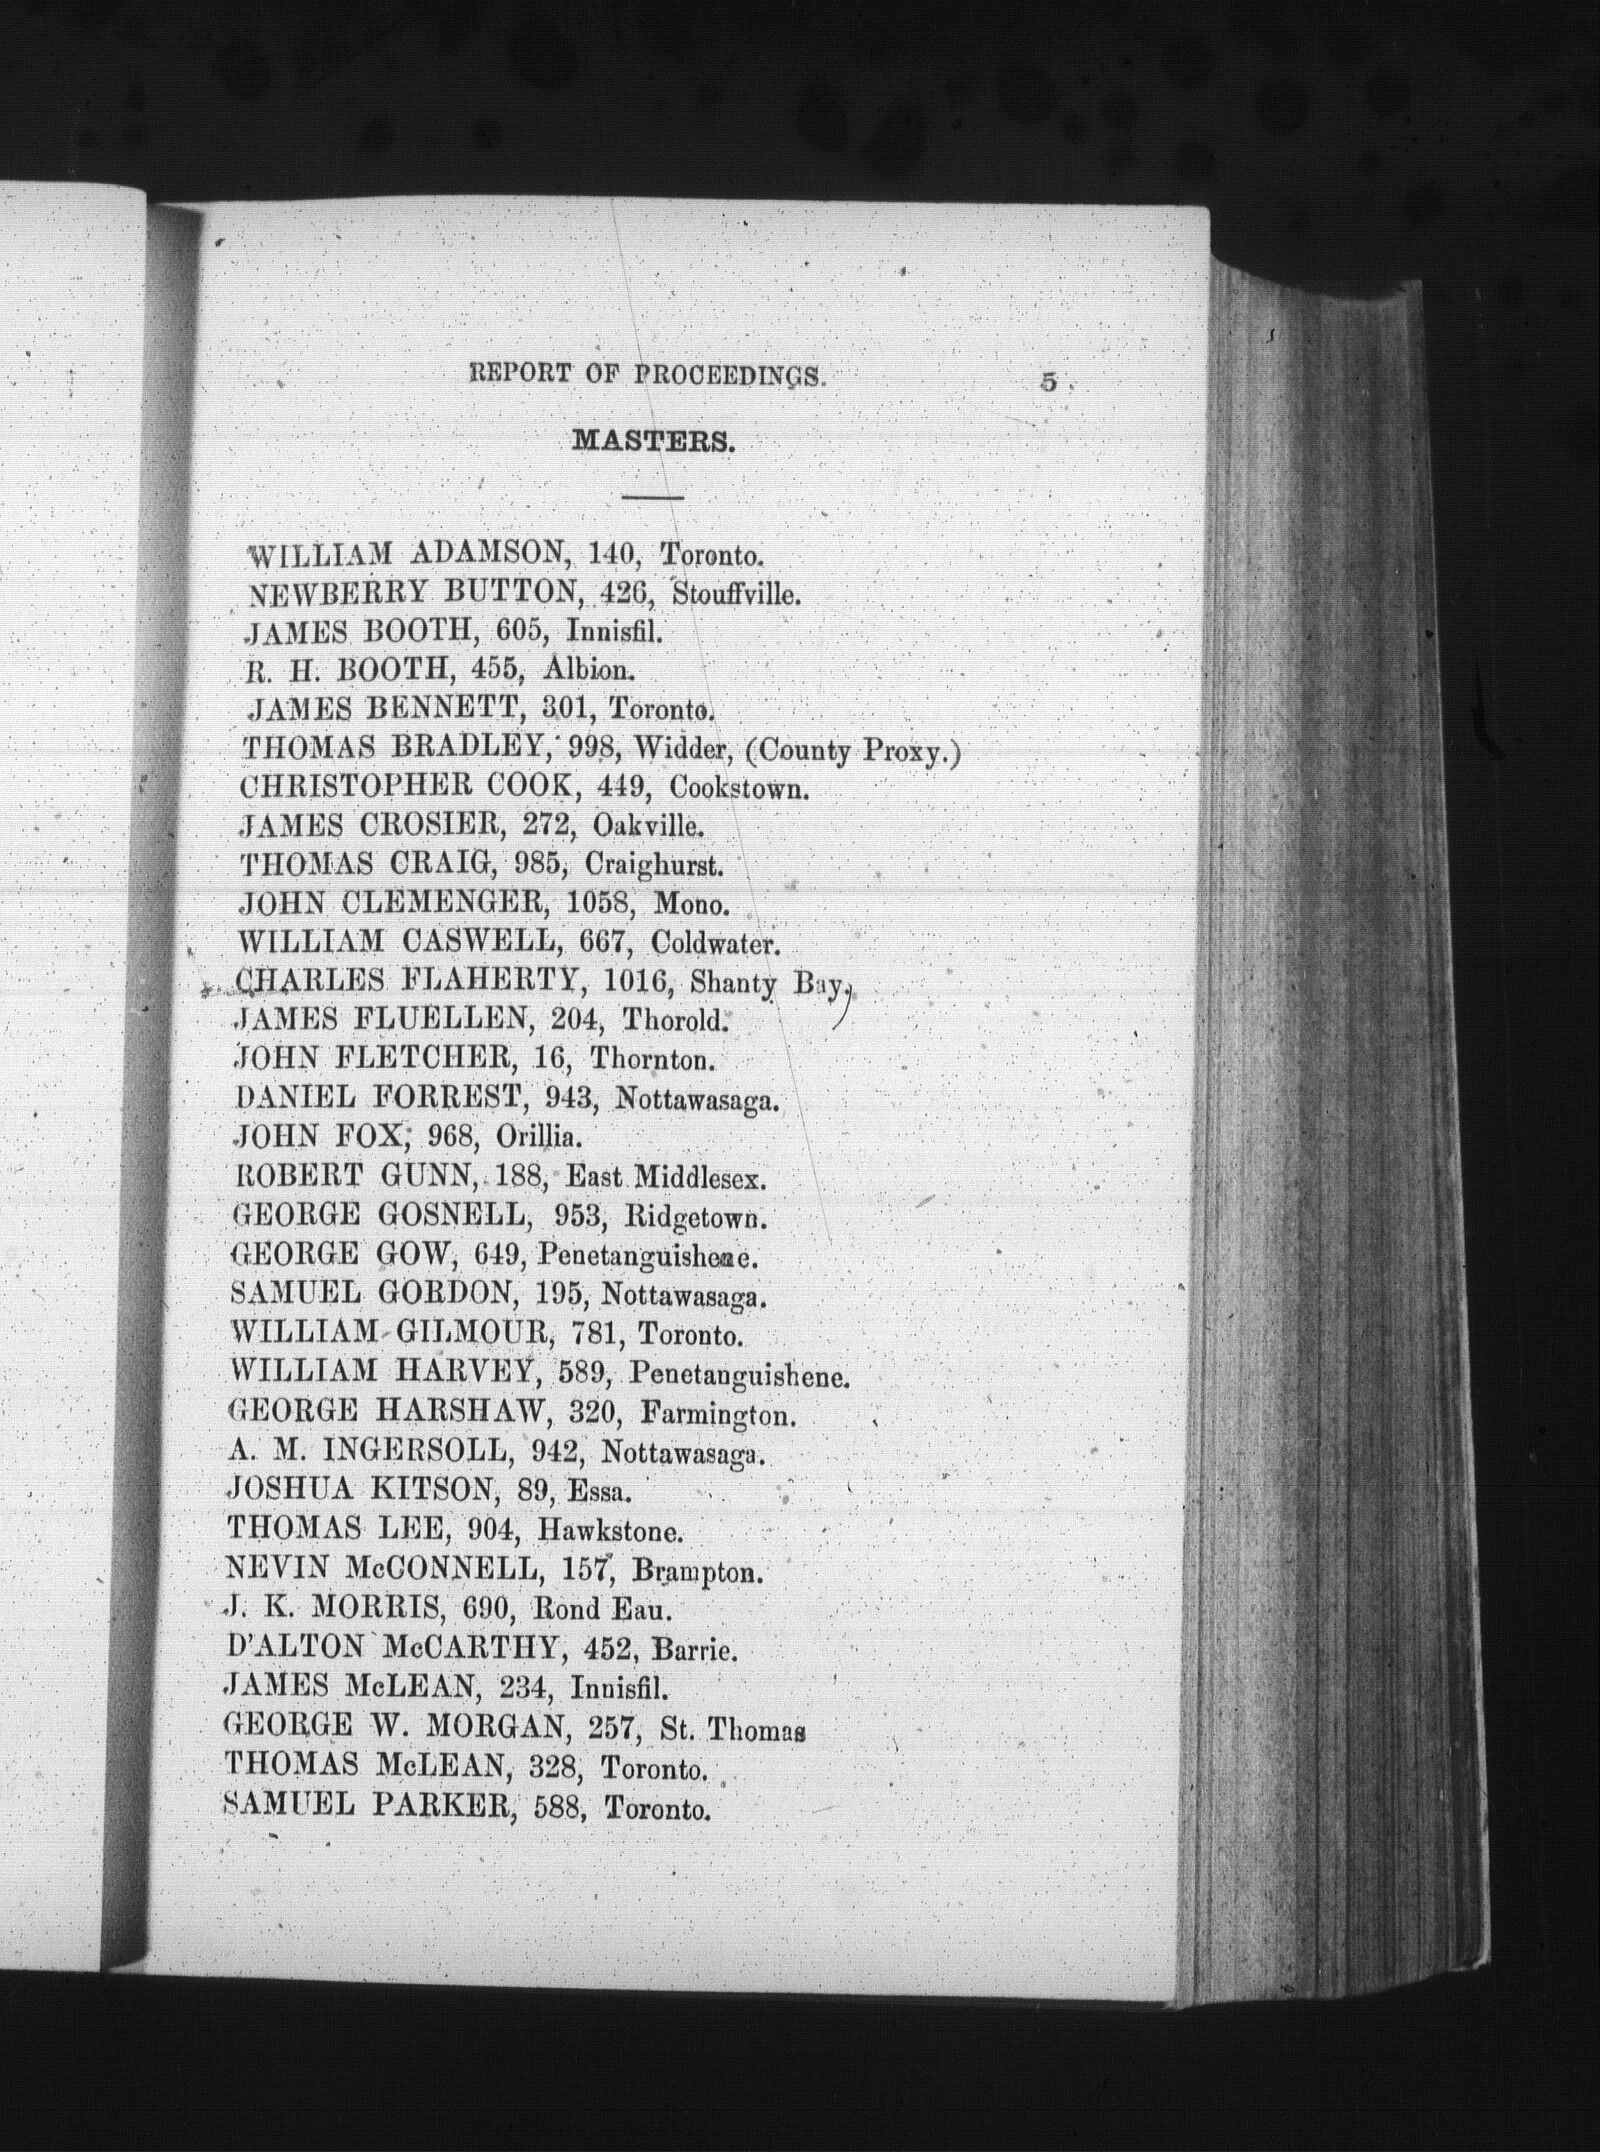 REPORT OF PROCEEDINGS. 5
MASTERS.
WILLIAM ADAMSON, 140, Toronto.
NEWBERRY BUTTON, 426, Stouffville.
JAMES BOOTH, 605, Innisfil.
R. H. BOOTH, 455, Albion.
JAMES BENNETT, 301, Toronto.
THOMAS BRADLEY, 998, Widder, (County Proxy.)
CHRISTOPHER COOK, 449, Cookstown.
JAMES CROSIER, 272, Oakville.
THOMAS CRAIG, 985, Craighurst.
JOHN CLEMENGER, 1058, Mono.
WILLIAM CASWELL, 667, Coldwater.
CHARLES FLAHERTY, 1016, Shanty Bay.
JAMES FLUELLEN, 204, Thorold.
JOHN FLETCHER, 16, Thornton.
DANIEL FORREST, 943, Nottawasaga.
JOHN FOX, 968, Orillia.
ROBERT GUNN, 188, East Middlesex.
GEORGE GOSNELL, 953, Ridgetown.
GEORGE GOW, 649, Penetanguishene.
SAMUEL GORDON, 195, Nottawasaga.
WILLIAM GILMOUR, 781, Toronto.
WILLIAM HARVEY, 589, Penetanguishene.
GEORGE HARSHAW, 320, Farmington.
A. M. INGERSOLL, 942, Nottawasaga.
JOSHUA KITSON, 89, Essa.
THOMAS LEE, 904, Hawkstone.
NEVIN McCONNELL, 157, Brampton.
J. K. MORRIS, 690, Rond Eau.
D'ALTON McCARTHY, 452, Barrie.
JAMES McLEAN, 234, Innisfil.
GEORGE W. MORGAN, 257, St. Thomas
THOMAS McLEAN, 328, Toronto.
SAMUEL PARKER, 588, Toronto.